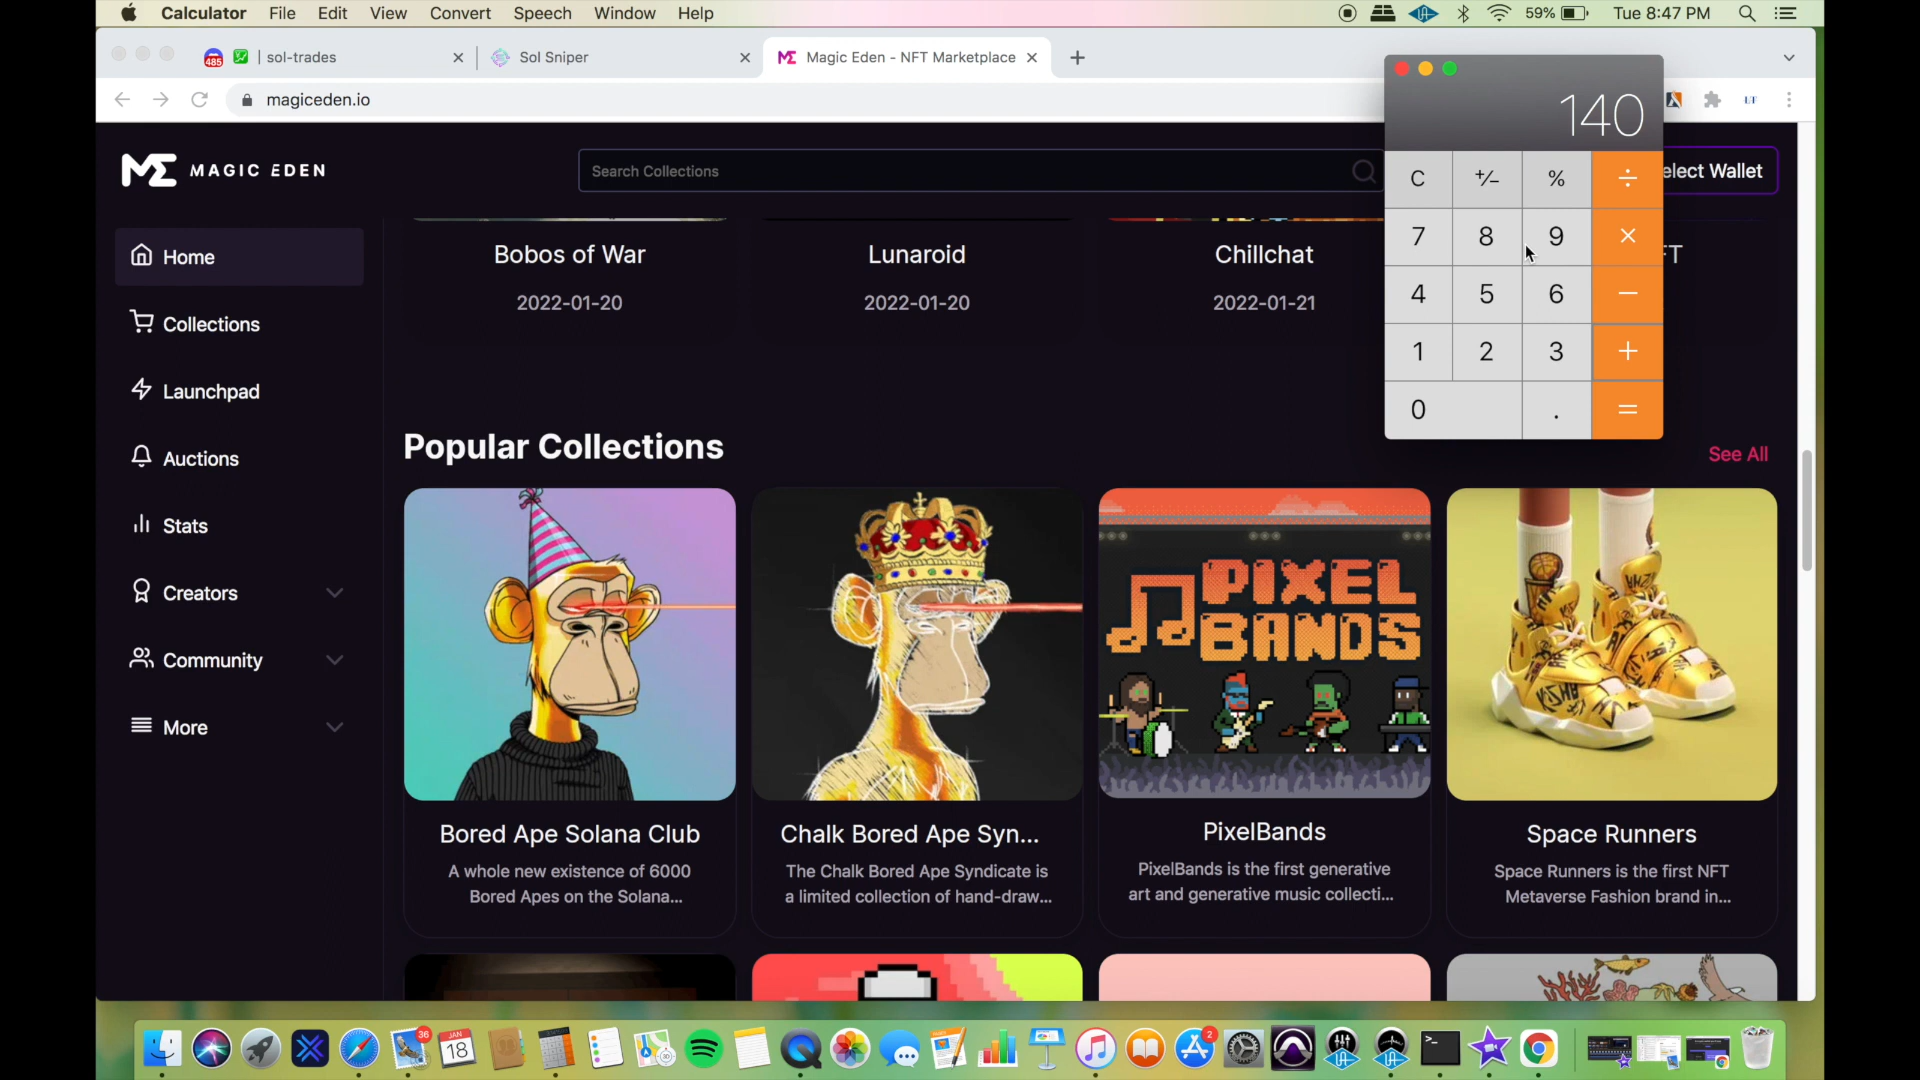 Calculator File Edit View Convert Speech Window Help 59% Tue 8:47 PM
485 | sol-trades Sol Sniper Magic Eden - NFT Marketplace
magiceden.io
MAGIC EDEN Search Collections elect Wallet
140
C +/− % ÷
7 8 9 ×
4 5 6 −
1 2 3 +
0 . =
Home
Collections
Launchpad
Auctions
Stats
Creators
Community
More
Bobos of War Lunaroid Chillchat FT
2022-01-20 2022-01-20 2022-01-21
Popular Collections
See All
PIXEL
BANDS
Bored Ape Solana Club Chalk Bored Ape Syn... PixelBands Space Runners
A whole new existence of 6000
Bored Apes on the Solana...
The Chalk Bored Ape Syndicate is
a limited collection of hand-draw...
PixelBands is the first generative
art and generative music collecti...
Space Runners is the first NFT
Metaverse Fashion brand in...
36 JAN
18 2